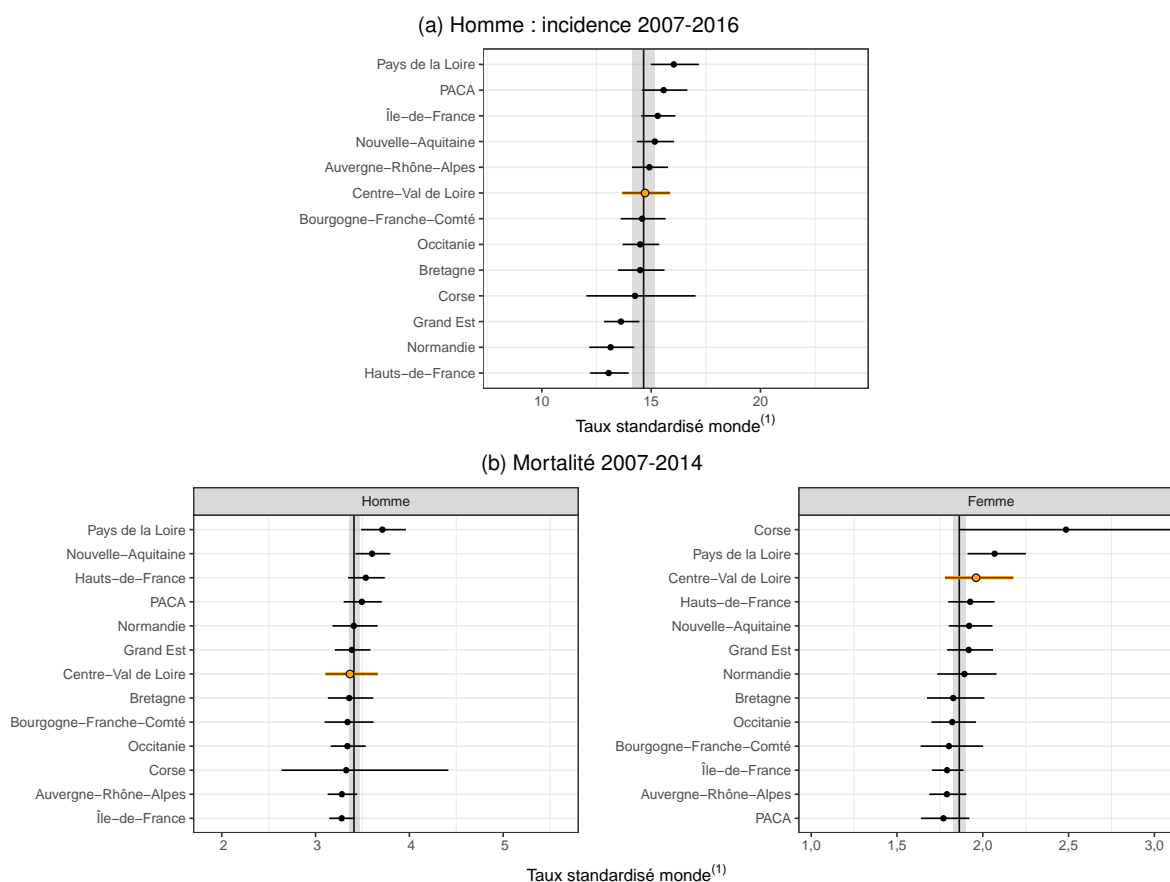 (a) Homme : incidence 2007-2016
Pays de la Loire
PACA
Île−de−France
Nouvelle−Aquitaine
Auvergne−Rhône−Alpes
Centre−Val de Loire
Bourgogne−Franche−Comté
Occitanie
Bretagne
Corse
Grand Est
Normandie
Hauts−de−France
10 15 20
Taux standardisé monde(1)
(b) Mortalité 2007-2014
Homme
Pays de la Loire
Nouvelle−Aquitaine
Hauts−de−France
PACA
Normandie
Grand Est
Centre−Val de Loire
Bretagne
Bourgogne−Franche−Comté
Occitanie
Corse
Auvergne−Rhône−Alpes
Île−de−France
2 3 4 5
Femme
Corse
Pays de la Loire
Centre−Val de Loire
Hauts−de−France
Nouvelle−Aquitaine
Grand Est
Normandie
Bretagne
Occitanie
Bourgogne−Franche−Comté
Île−de−France
Auvergne−Rhône−Alpes
PACA
1,0 1,5 2,0 2,5 3,0
Taux standardisé monde(1)